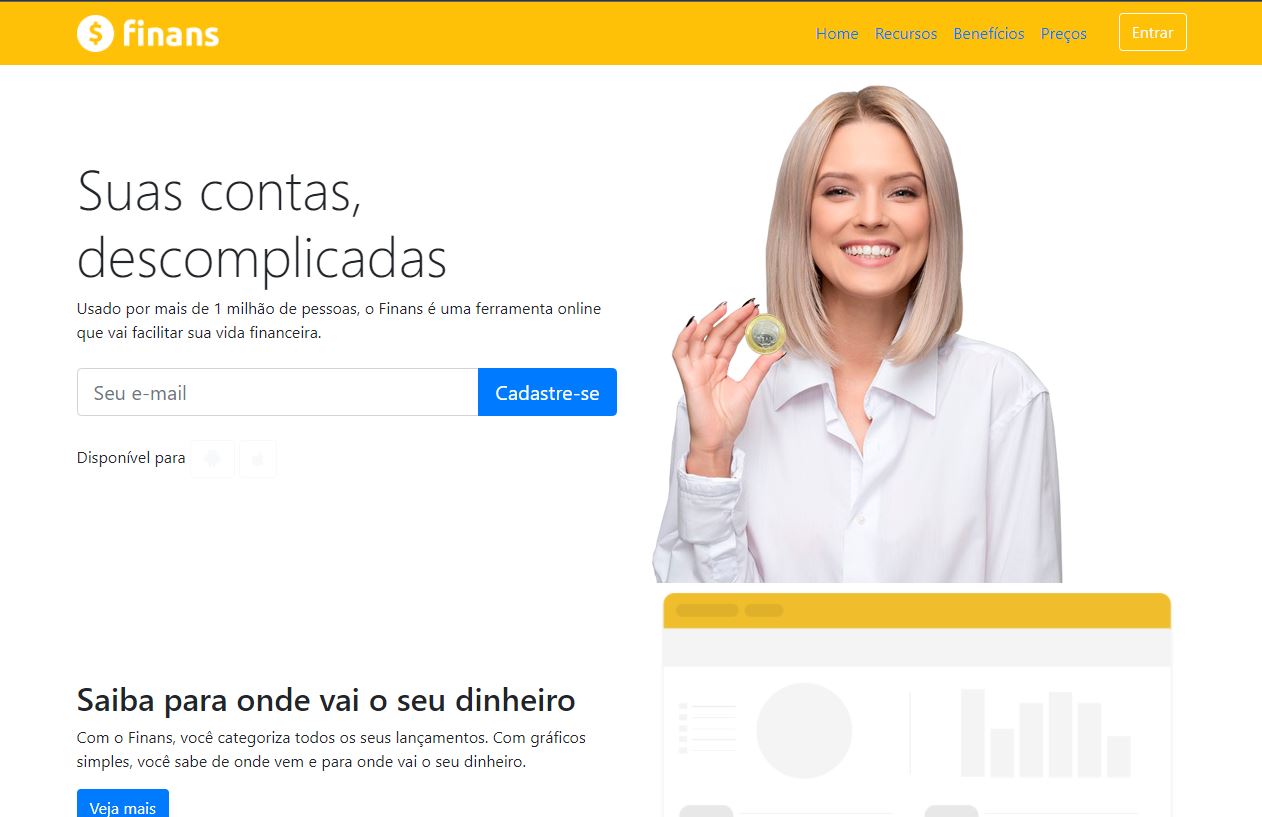 finans
Home Recursos Benefícios Preços Entrar
Suas contas,
descomplicadas
Usado por mais de 1 milhão de pessoas, o Finans é uma ferramenta online
que vai facilitar sua vida financeira.
Seu e-mail Cadastre-se
Disponível para
Saiba para onde vai o seu dinheiro
Com o Finans, você categoriza todos os seus lançamentos. Com gráficos
simples, você sabe de onde vem e para onde vai o seu dinheiro.
Veja mais